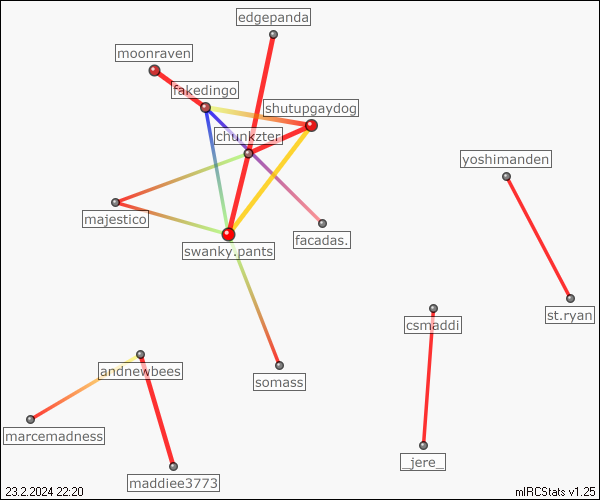 edgepanda
moonraven
fakedingo
shutupgaydog
chunkzter
yoshimanden
majestico
facadas.
swanky.pants
st.ryan
csmaddi
andnewbees
somass
marcemadness
_jere_
maddiee3773
23.2.2024 22:20
mIRCStats v1.25